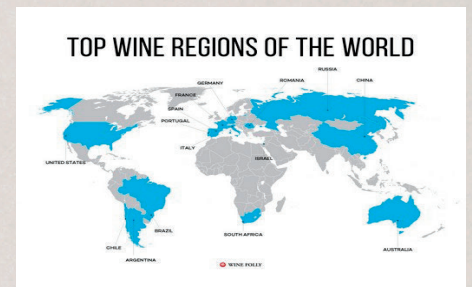 TOP WINE REGIONS OF THE WORLD
RUSSIA
GERMANY
ROMANIA
CHINA
FRANCE
SPAIN
PORTUGAL
ITALY
ISRAEL
UNITED STATES
BRAZIL
SOUTH AFRICA
CHILE
AUSTRALIA
ARGENTINA
WINE FOLLY